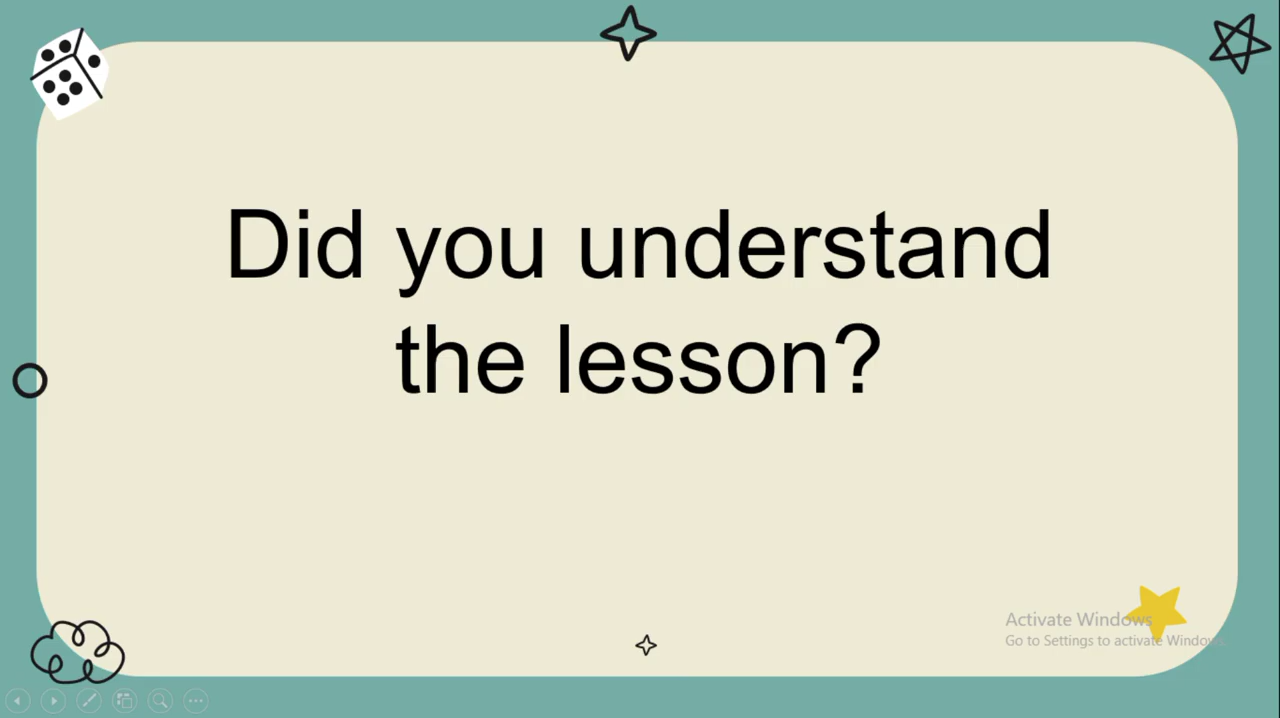 Did you understand
the lesson?
Activate Windows
Go to Settings to activate Windows.